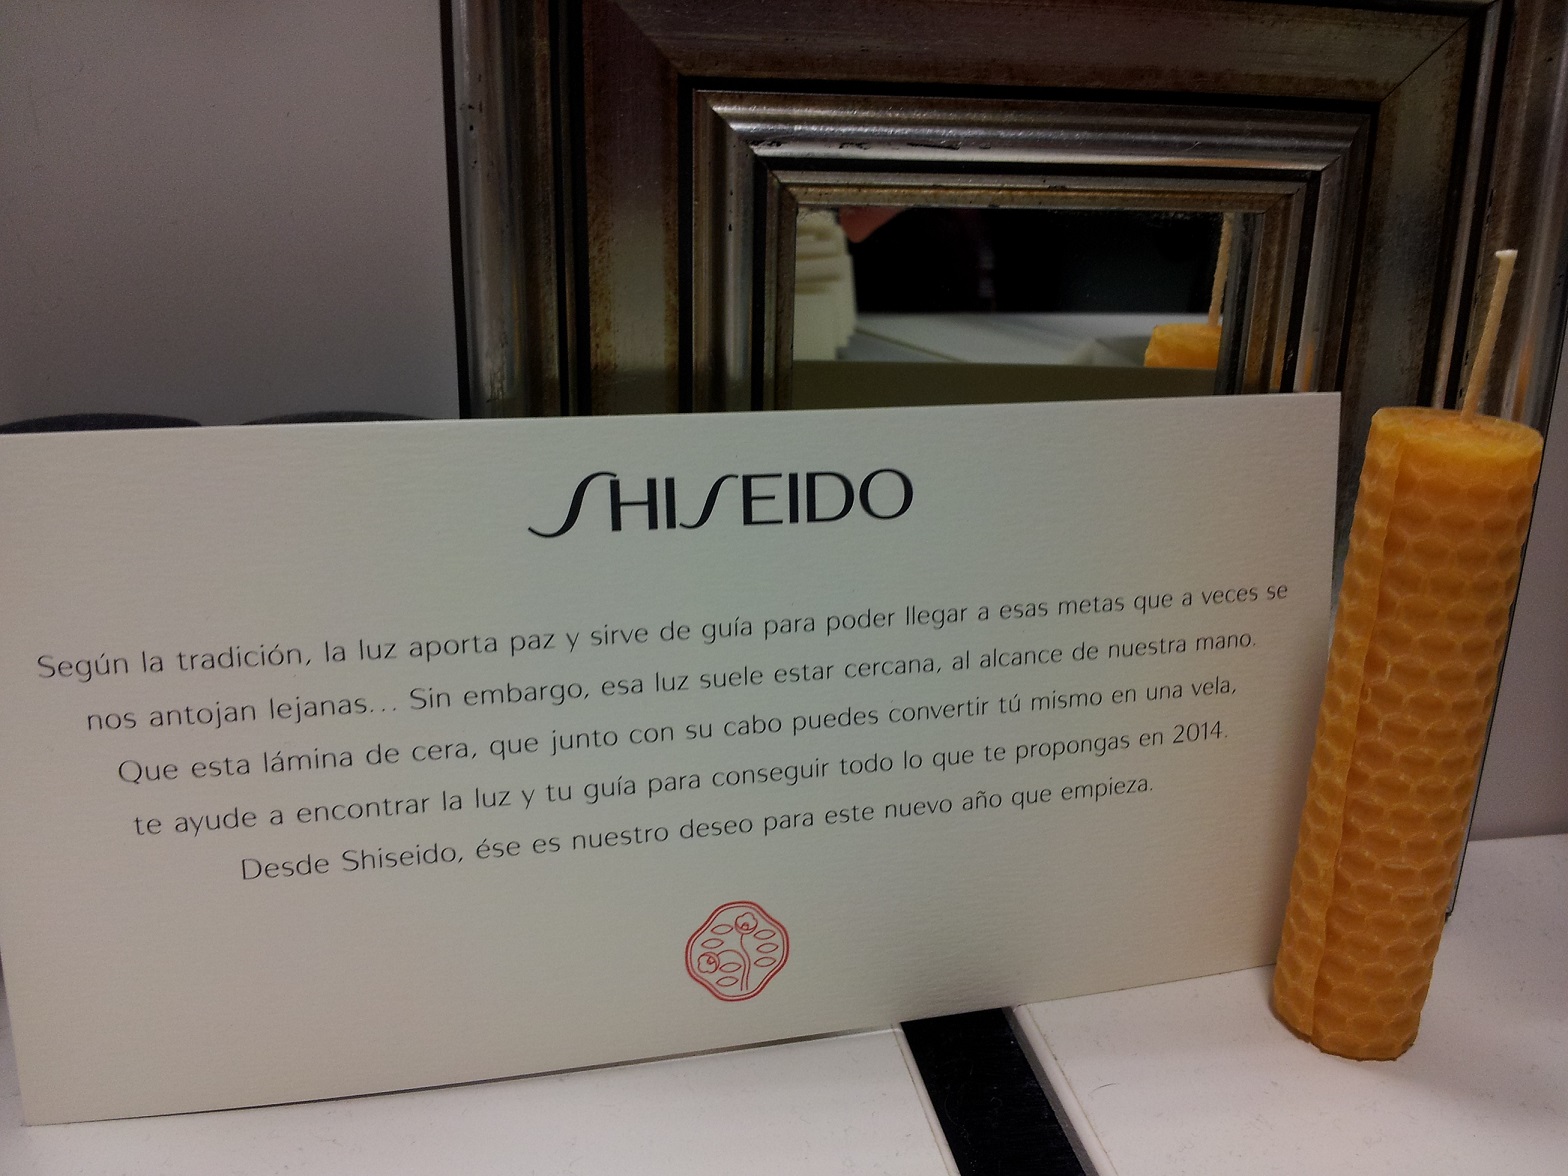 SHISEIDO
Según la tradición, la luz aporta paz y sirve de guía para poder llegar a esas metas que a veces se
nos antojan lejanas... Sin embargo, esa luz suele estar cercana, al alcance de nuestra mano.
Que esta lámina de cera, que junto con su cabo puedes convertir tú mismo en una vela,
te ayude a encontrar la luz y tu guía para conseguir todo lo que te propongas en 2014.
Desde Shiseido, ése es nuestro deseo para este nuevo año que empieza.